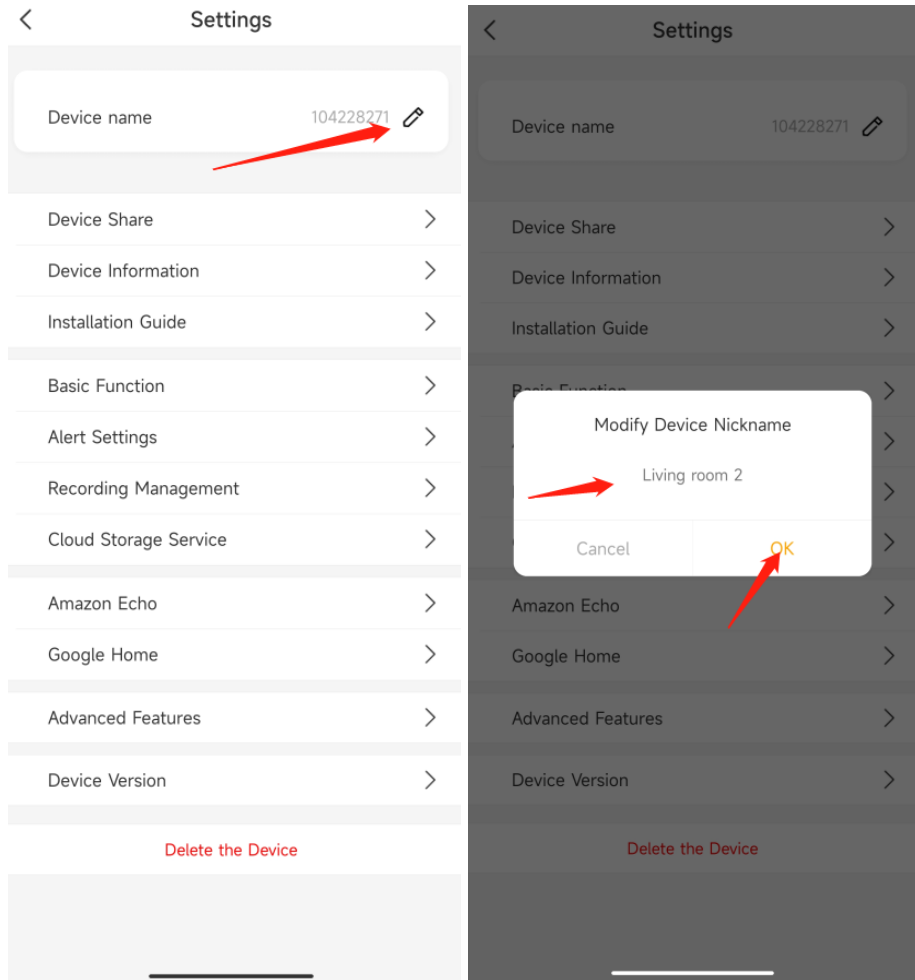 Settings
Device name 104228271
Device Share
Device Information
Installation Guide
Basic Function
Alert Settings
Recording Management
Cloud Storage Service
Amazon Echo
Google Home
Advanced Features
Device Version
Delete the Device
Settings
Device name 104228271
Device Share
Device Information
Installation Guide
Basic Function
Modify Device Nickname
Living room 2
Cancel OK
Amazon Echo
Google Home
Advanced Features
Device Version
Delete the Device